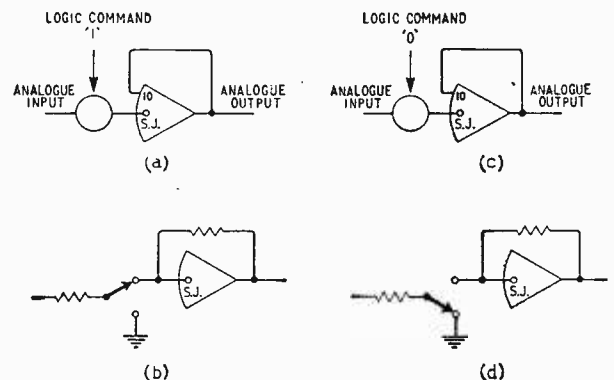 LOGIC COMMAND
'1'
ANALOGUE
INPUT
10
S.J.
ANALOGUE
OUTPUT
(a)
LOGIC COMMAND
'0'
ANALOGUE
INPUT
10
S.J.
ANALOGUE
OUTPUT
(c)
S.J.
(b)
S.J.
(d)